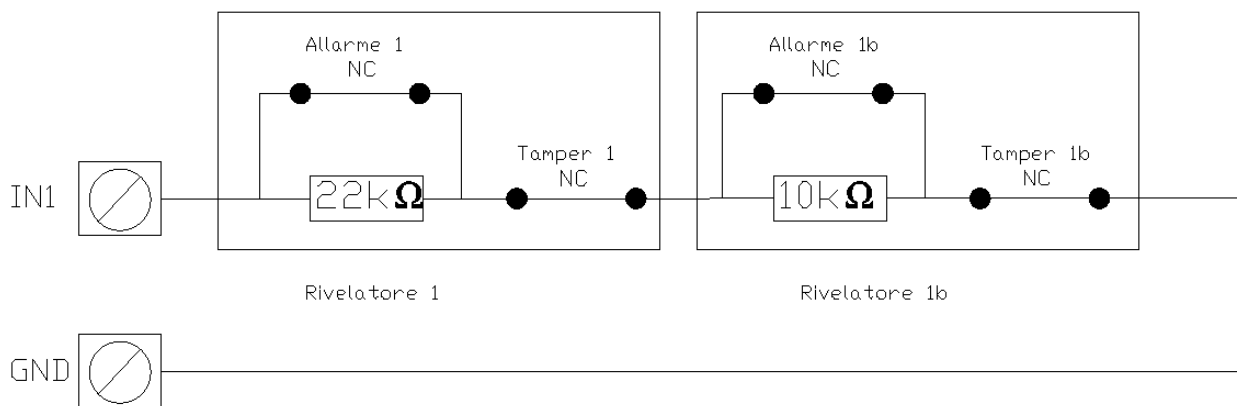 Allarme 1
NC
Allarme 1b
NC
Tamper 1
NC
Tamper 1b
NC
IN1
22kΩ
10kΩ
Rivelatore 1
Rivelatore 1b
GND